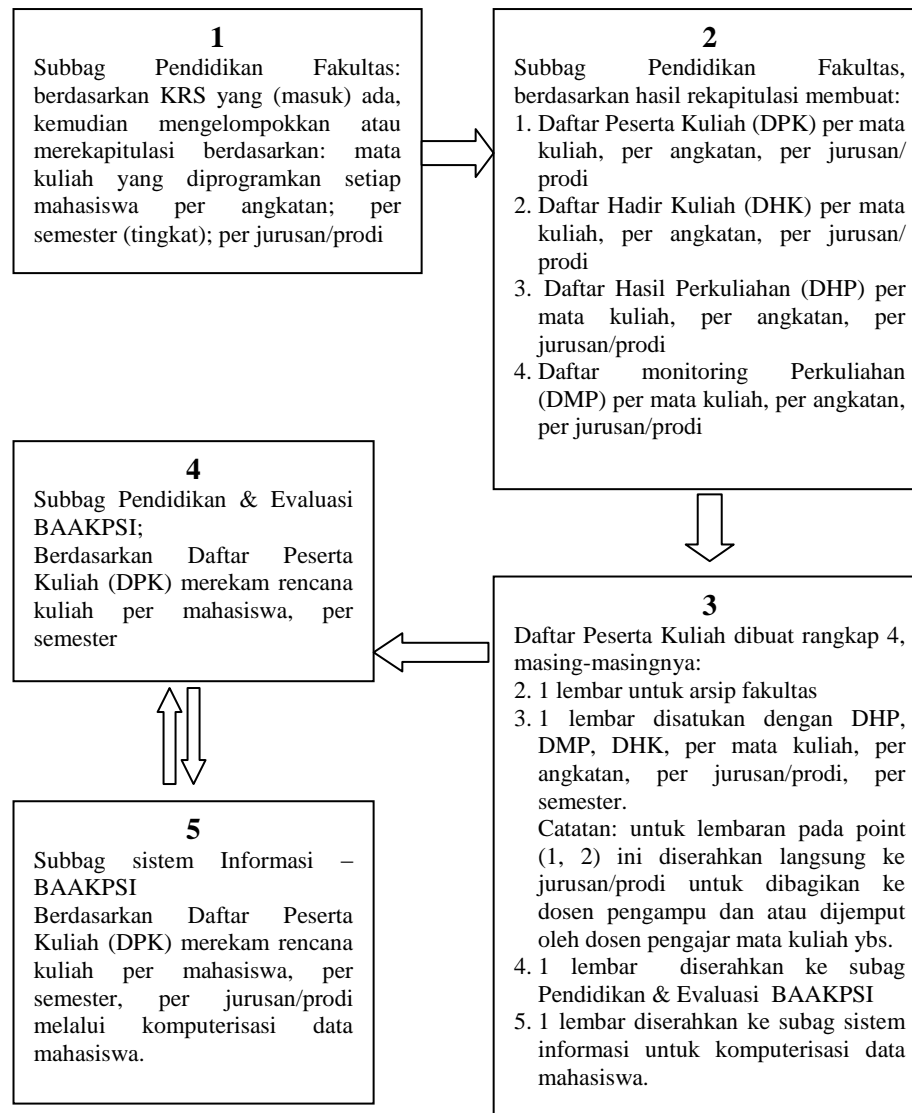 1
Subbag Pendidikan Fakultas:
berdasarkan KRS yang (masuk) ada,
kemudian mengelompokkan atau
merekapitulasi berdasarkan: mata
kuliah yang diprogramkan setiap
mahasiswa per angkatan; per
semester (tingkat); per jurusan/prodi
2
Subbag Pendidikan Fakultas,
berdasarkan hasil rekapitulasi membuat:
1. Daftar Peserta Kuliah (DPK) per mata
kuliah, per angkatan, per jurusan/
prodi
2. Daftar Hadir Kuliah (DHK) per mata
kuliah, per angkatan, per jurusan/
prodi
3. Daftar Hasil Perkuliahan (DHP) per
mata kuliah, per angkatan, per
jurusan/prodi
4. Daftar monitoring Perkuliahan
(DMP) per mata kuliah, per angkatan,
per jurusan/prodi
3
Daftar Peserta Kuliah dibuat rangkap 4,
masing-masingnya:
2. 1 lembar untuk arsip fakultas
3. 1 lembar disatukan dengan DHP,
DMP, DHK, per mata kuliah, per
angkatan, per jurusan/prodi, per
semester.
Catatan: untuk lembaran pada point
(1, 2) ini diserahkan langsung ke
jurusan/prodi untuk dibagikan ke
dosen pengampu dan atau dijemput
oleh dosen pengajar mata kuliah ybs.
4. 1 lembar diserahkan ke subag
Pendidikan & Evaluasi BAAKPSI
5. 1 lembar diserahkan ke subag sistem
informasi untuk komputerisasi data
mahasiswa.
4
Subbag Pendidikan & Evaluasi
BAAKPSI;
Berdasarkan Daftar Peserta
Kuliah (DPK) merekam rencana
kuliah per mahasiswa, per
semester
5
Subbag sistem Informasi –
BAAKPSI
Berdasarkan Daftar Peserta
Kuliah (DPK) merekam rencana
kuliah per mahasiswa, per
semester, per jurusan/prodi
melalui komputerisasi data
mahasiswa.